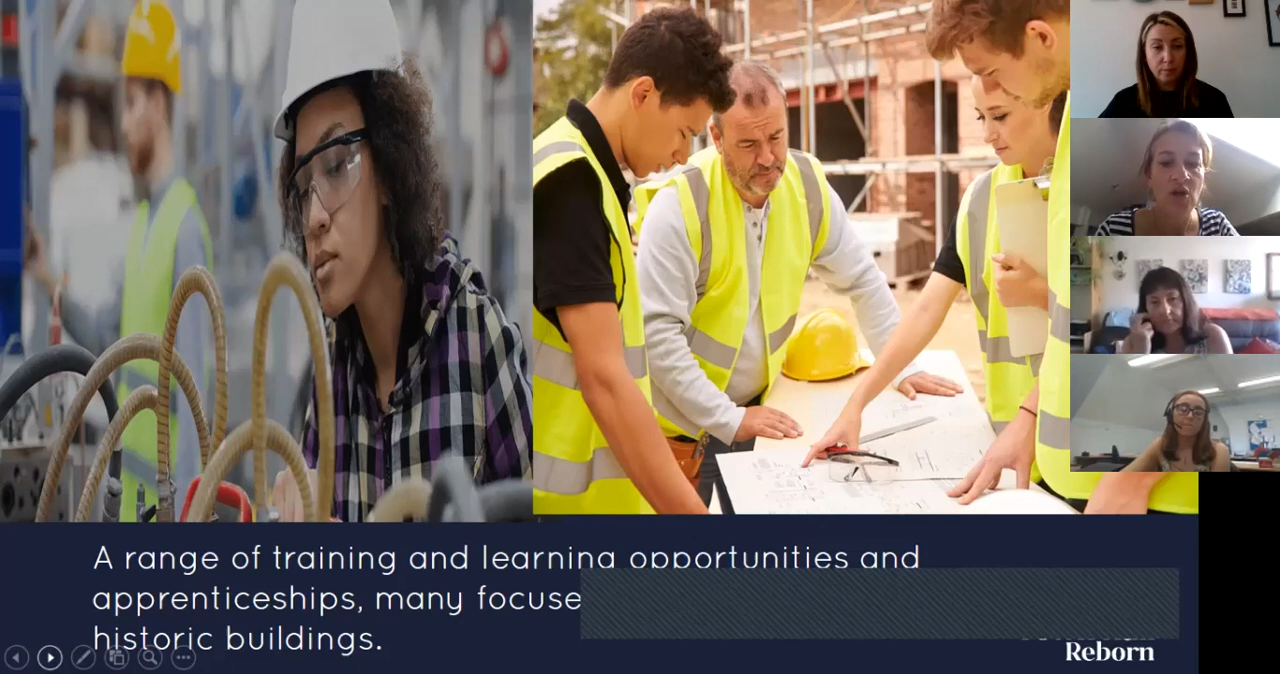 A range of training and learning opportunities and
apprenticeships, many focuse
historic buildings.
Reborn